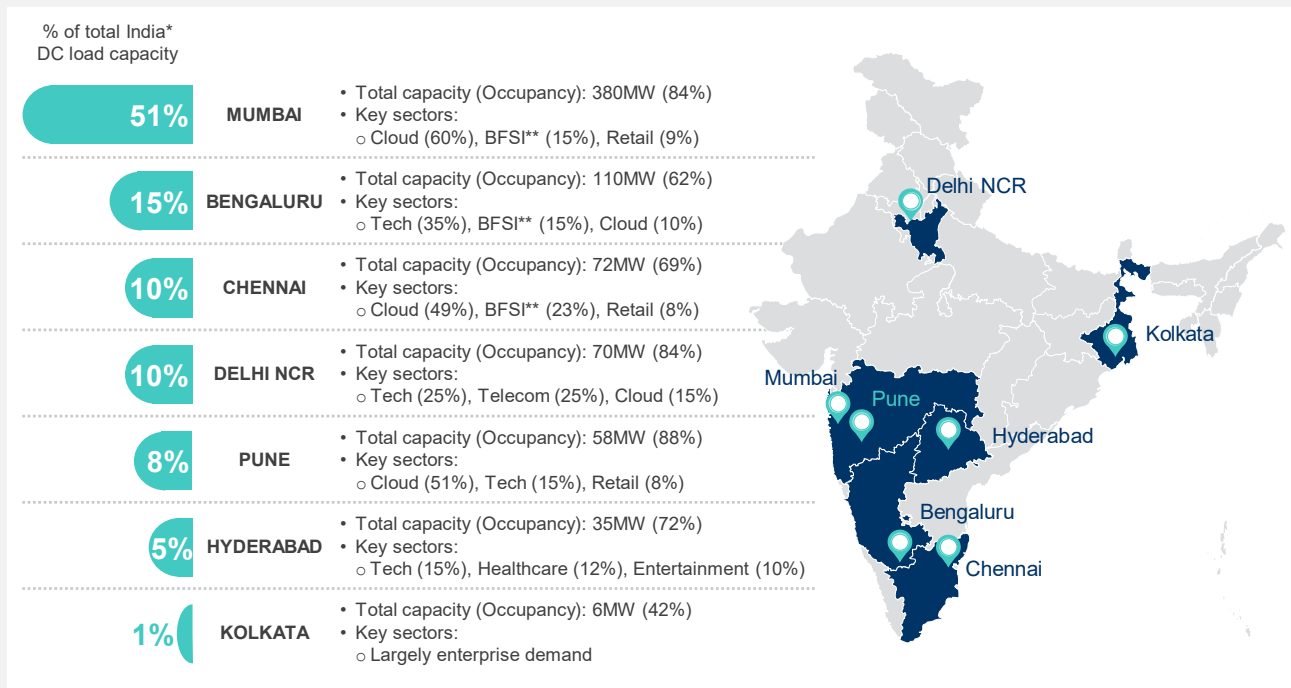 % of total India*
DC load capacity
51%
MUMBAI
• Total capacity (Occupancy): 380MW (84%)
• Key sectors:
o Cloud (60%), BFSI** (15%), Retail (9%)
15%
BENGALURU
• Total capacity (Occupancy): 110MW (62%)
• Key sectors:
o Tech (35%), BFSI** (15%), Cloud (10%)
10%
CHENNAI
• Total capacity (Occupancy): 72MW (69%)
• Key sectors:
o Cloud (49%), BFSI** (23%), Retail (8%)
10%
DELHI NCR
• Total capacity (Occupancy): 70MW (84%)
• Key sectors:
o Tech (25%), Telecom (25%), Cloud (15%)
8%
PUNE
• Total capacity (Occupancy): 58MW (88%)
• Key sectors:
o Cloud (51%), Tech (15%), Retail (8%)
5%
HYDERABAD
• Total capacity (Occupancy): 35MW (72%)
• Key sectors:
o Tech (15%), Healthcare (12%), Entertainment (10%)
1%
KOLKATA
• Total capacity (Occupancy): 6MW (42%)
• Key sectors:
o Largely enterprise demand
Delhi NCR
Kolkata
Mumbai
Pune
Hyderabad
Bengaluru
Chennai